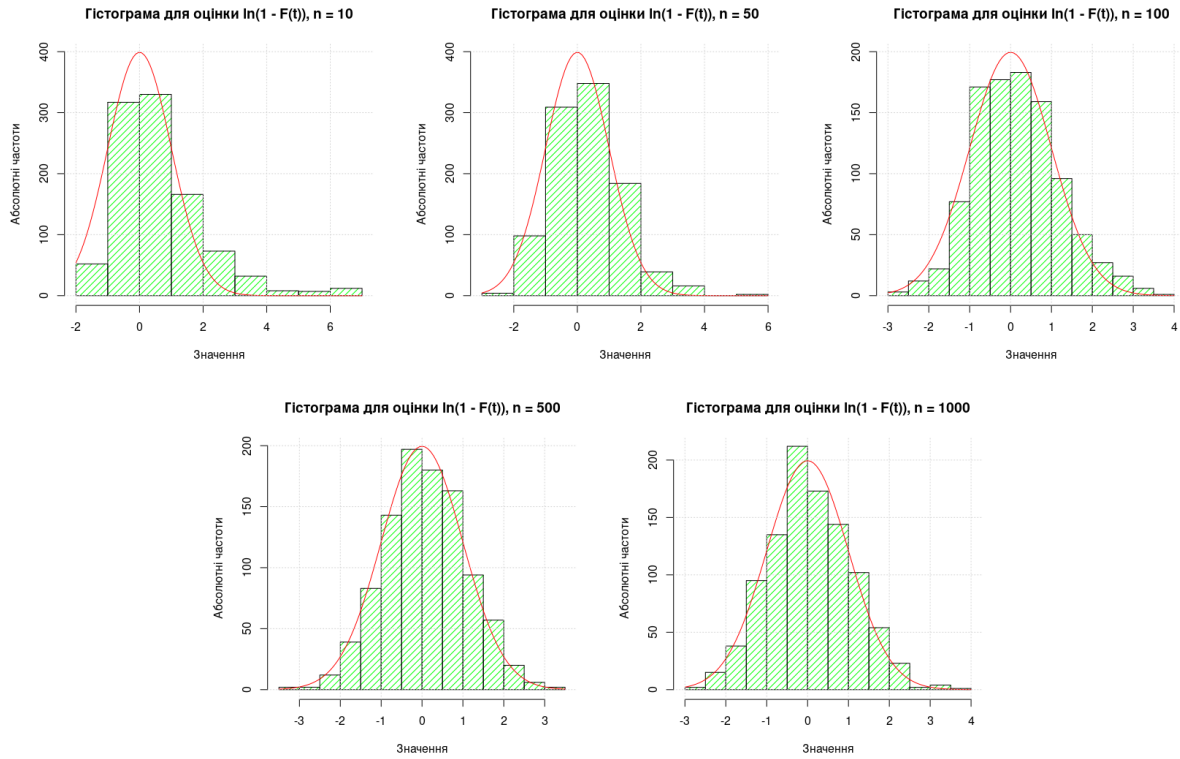 Гістограма для оцінки ln(1 - F(t)), n = 10
Абсолютні частоти
0 100 200 300 400
-2 0 2 4 6
Значення
Гістограма для оцінки ln(1 - F(t)), n = 50
Абсолютні частоти
0 100 200 300 400
-2 0 2 4 6
Значення
Гістограма для оцінки ln(1 - F(t)), n = 100
Абсолютні частоти
0 50 100 150 200
-3 -2 -1 0 1 2 3 4
Значення
Гістограма для оцінки ln(1 - F(t)), n = 500
Абсолютні частоти
0 50 100 150 200
-3 -2 -1 0 1 2 3
Значення
Гістограма для оцінки ln(1 - F(t)), n = 1000
Абсолютні частоти
0 50 100 150 200
-3 -2 -1 0 1 2 3 4
Значення